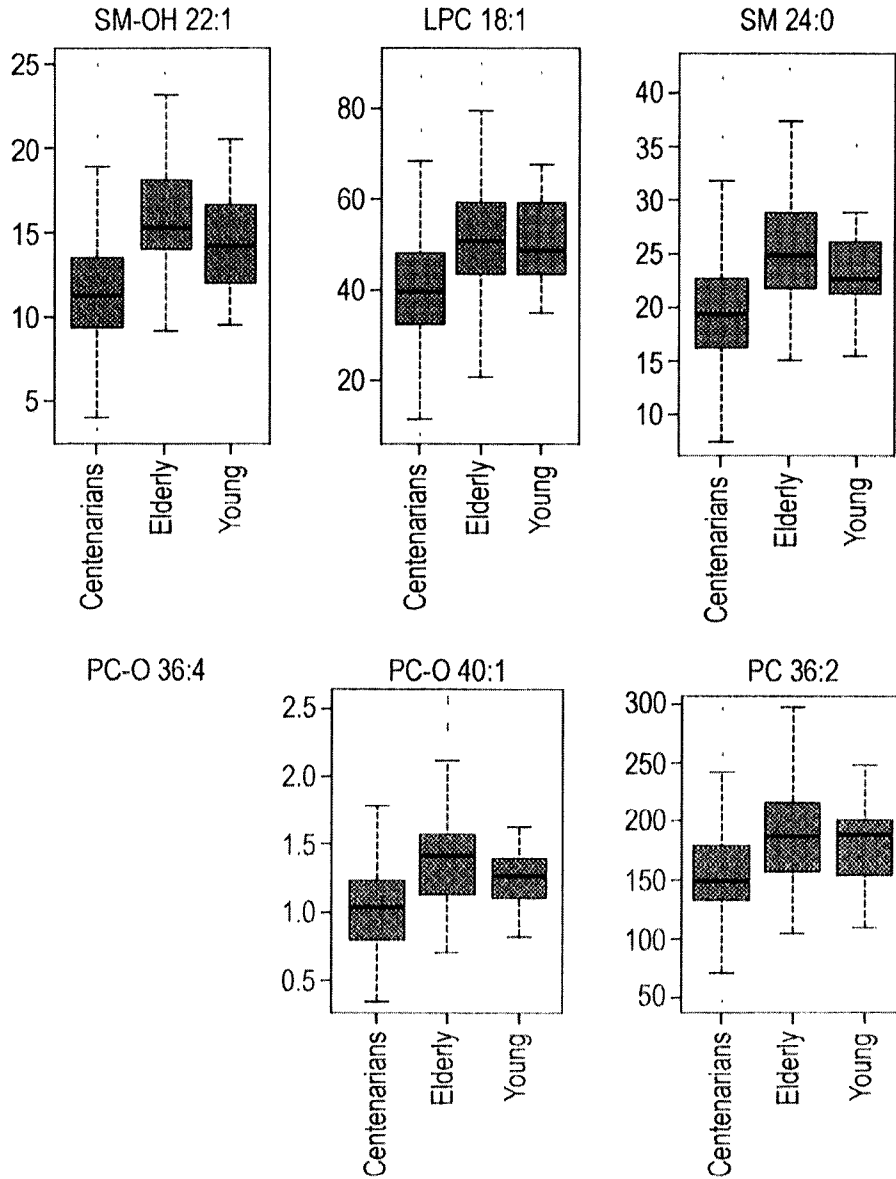 SM-OH 22:1
25
20
15
10
5
Centenarians
Elderly
Young
LPC 18:1
80
60
40
20
Centenarians
Elderly
Young
SM 24:0
40
35
30
25
20
15
10
Centenarians
Elderly
Young
PC-O 36:4
PC-O 40:1
2.5
2.0
1.5
1.0
0.5
Centenarians
Elderly
Young
PC 36:2
300
250
200
150
100
50
Centenarians
Elderly
Young